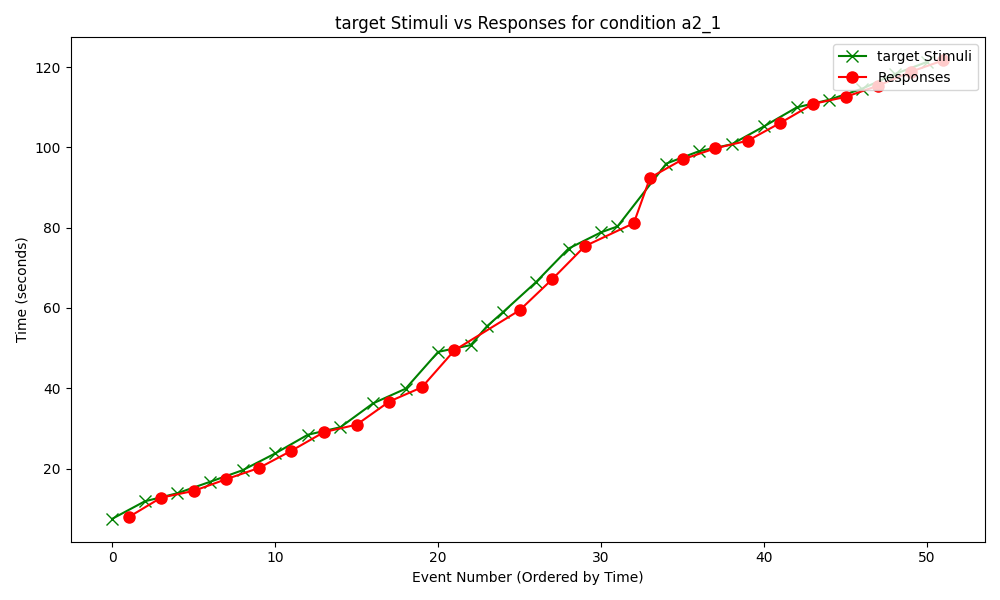 target Stimuli vs Responses for condition a2_1
target Stimuli
Responses
Time (seconds)
120
100
80
60
40
20
0 10 20 30 40 50
Event Number (Ordered by Time)